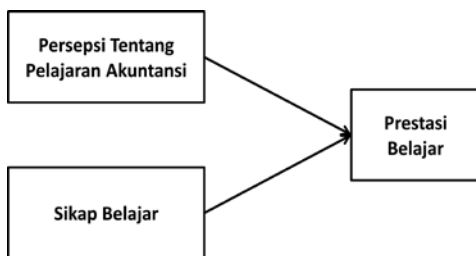 Persepsi Tentang
Pelajaran Akuntansi
Prestasi
Belajar
Sikap Belajar